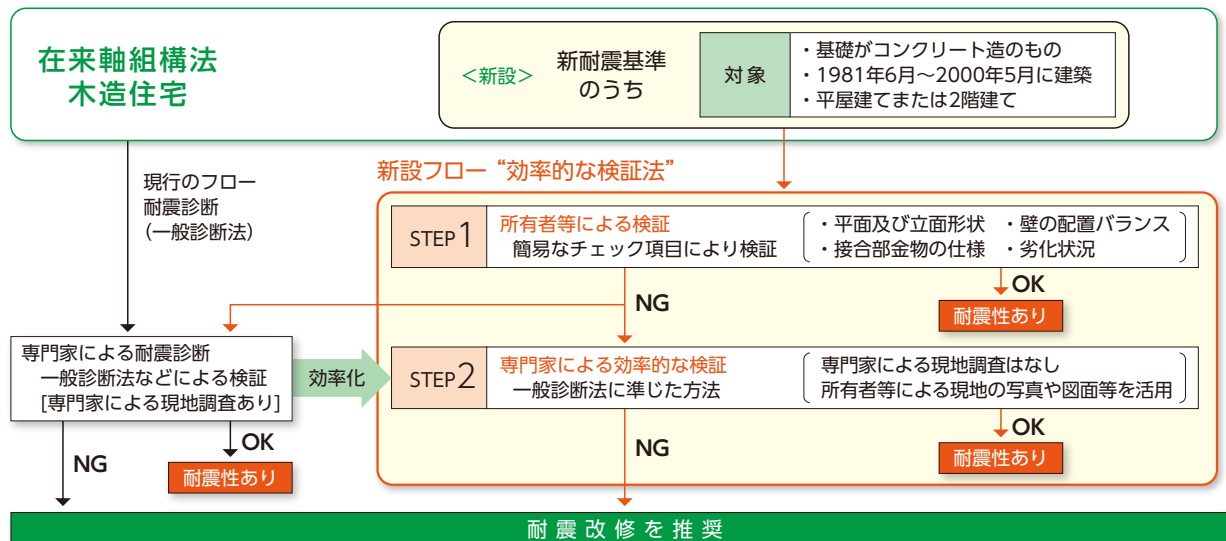 在来軸組構法
木造住宅
<新設>
新耐震基準
のうち
対象
・基礎がコンクリート造のもの
・1981年6月～2000年5月に建築
・平屋建てまたは2階建て
現行のフロー
耐震診断
（一般診断法）
新設フロー “効率的な検証法”
STEP1
所有者等による検証
簡易なチェック項目により検証
・平面及び立面形状 ・壁の配置バランス
・接合部金物の仕様 ・劣化状況
NG
OK
耐震性あり
専門家による耐震診断
一般診断法などによる検証
[専門家による現地調査あり]
効率化
STEP2
専門家による効率的な検証
一般診断法に準じた方法
専門家による現地調査はなし
所有者等による現地の写真や図面等を活用
NG
OK
耐震性あり
NG
OK
耐震性あり
耐震改修を推奨